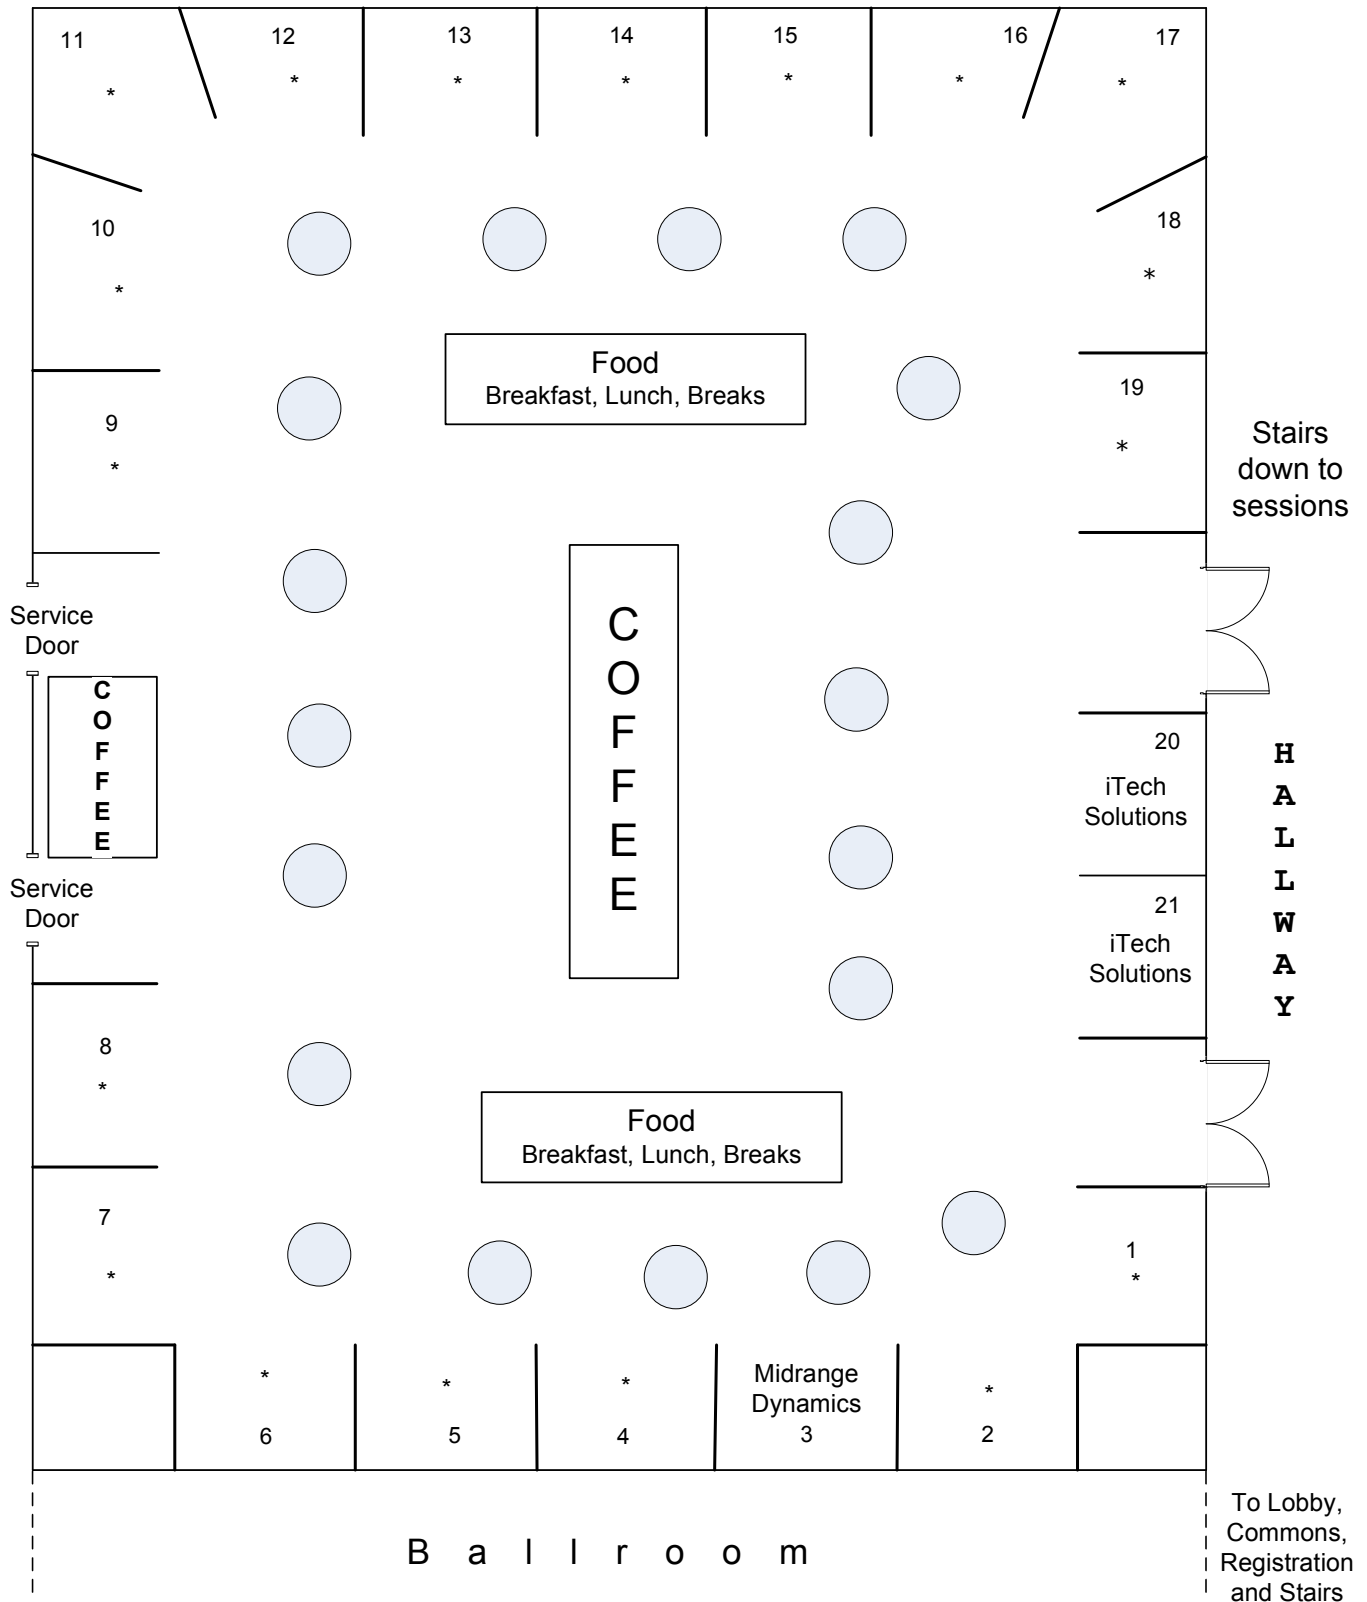 11
12
13
14
15
16
17
*
*
*
*
*
*
*
10
*
18
*
Food
Breakfast, Lunch, Breaks
9
*
19
*
Stairs
down to
sessions
Service
Door
C
O
F
F
E
E
C
O
F
F
E
E
20
iTech
Solutions
H
A
L
L
W
A
Y
Service
Door
21
iTech
Solutions
8
*
Food
Breakfast, Lunch, Breaks
7
*
1
*
*
6
*
5
*
4
Midrange
Dynamics
3
*
2
B a l l r o o m
To Lobby,
Commons,
Registration
and Stairs